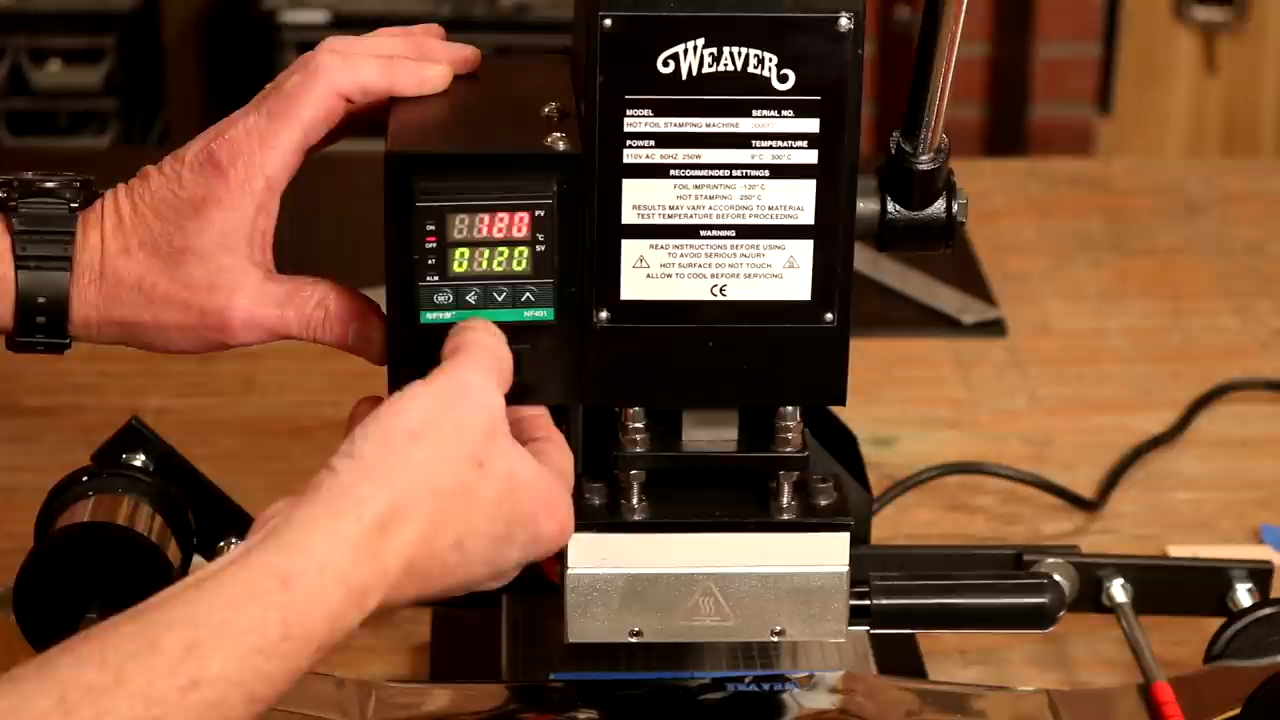 WEAVER
MODEL SERIAL NO.
HOT FOIL STAMPING MACHINE
POWER TEMPERATURE
110V AC 60HZ 250W 9°C - 300°C
RECOMMENDED SETTINGS
FOIL IMPRINTING -120°C
HOT STAMPING -250°C
RESULTS MAY VARY ACCORDING TO MATERIAL
TEST TEMPERATURE BEFORE PROCEEDING
WARNING
READ INSTRUCTIONS BEFORE USING
TO AVOID SERIOUS INJURY
HOT SURFACE DO NOT TOUCH
ALLOW TO COOL BEFORE SERVICING
CE
ON
OFF
AT
ALM
180
PV
°C
SV
0120
SET
NF401